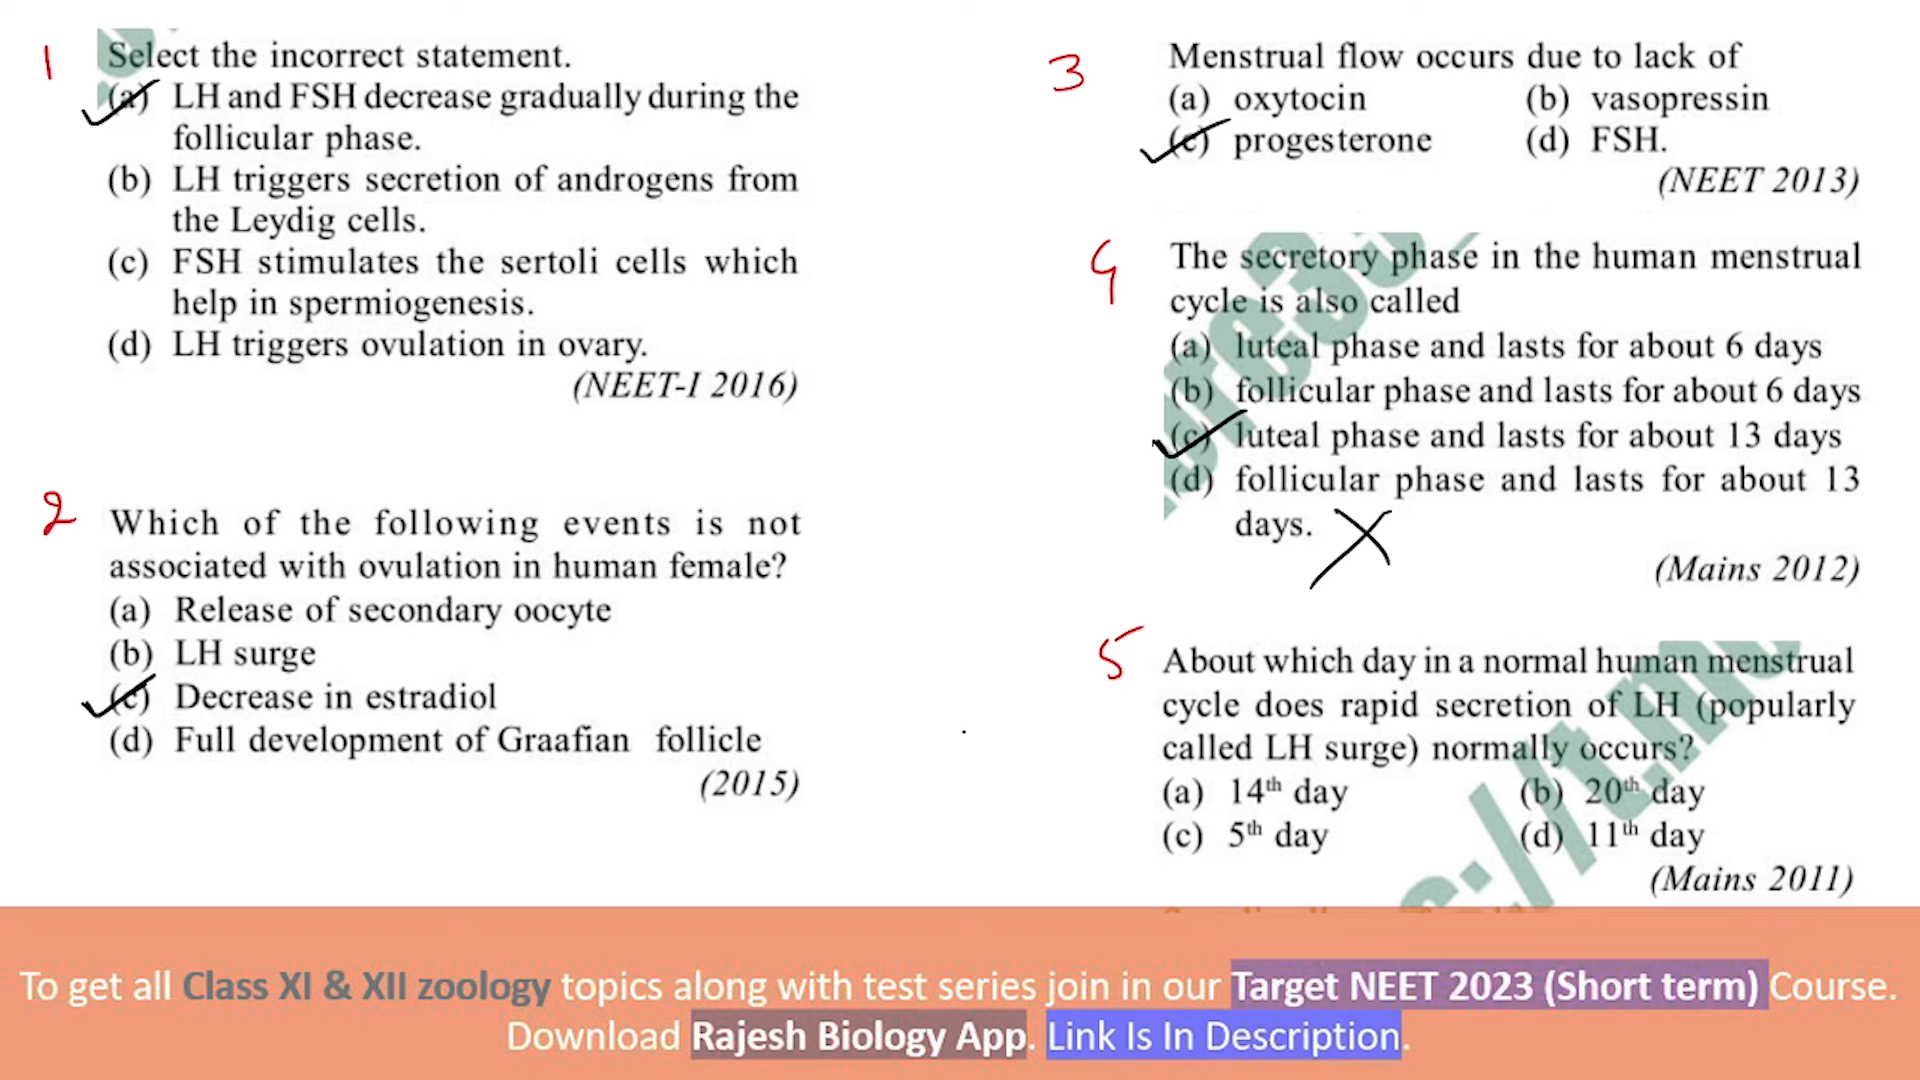 1
Select the incorrect statement.
(a) LH and FSH decrease gradually during the
follicular phase.
(b) LH triggers secretion of androgens from
the Leydig cells.
(c) FSH stimulates the sertoli cells which
help in spermiogenesis.
(d) LH triggers ovulation in ovary.
(NEET-I 2016)
2
Which of the following events is not
associated with ovulation in human female?
(a) Release of secondary oocyte
(b) LH surge
(c) Decrease in estradiol
(d) Full development of Graafian follicle
(2015)
3
Menstrual flow occurs due to lack of
(a) oxytocin (b) vasopressin
(c) progesterone (d) FSH.
(NEET 2013)
4
The secretory phase in the human menstrual
cycle is also called
(a) luteal phase and lasts for about 6 days
(b) follicular phase and lasts for about 6 days
(c) luteal phase and lasts for about 13 days
(d) follicular phase and lasts for about 13
days.
(Mains 2012)
5
About which day in a normal human menstrual
cycle does rapid secretion of LH (popularly
called LH surge) normally occurs?
(a) 14th day (b) 20th day
(c) 5th day (d) 11th day
(Mains 2011)
To get all Class XI & XII zoology topics along with test series join in our Target NEET 2023 (Short term) Course.
Download Rajesh Biology App. Link Is In Description.